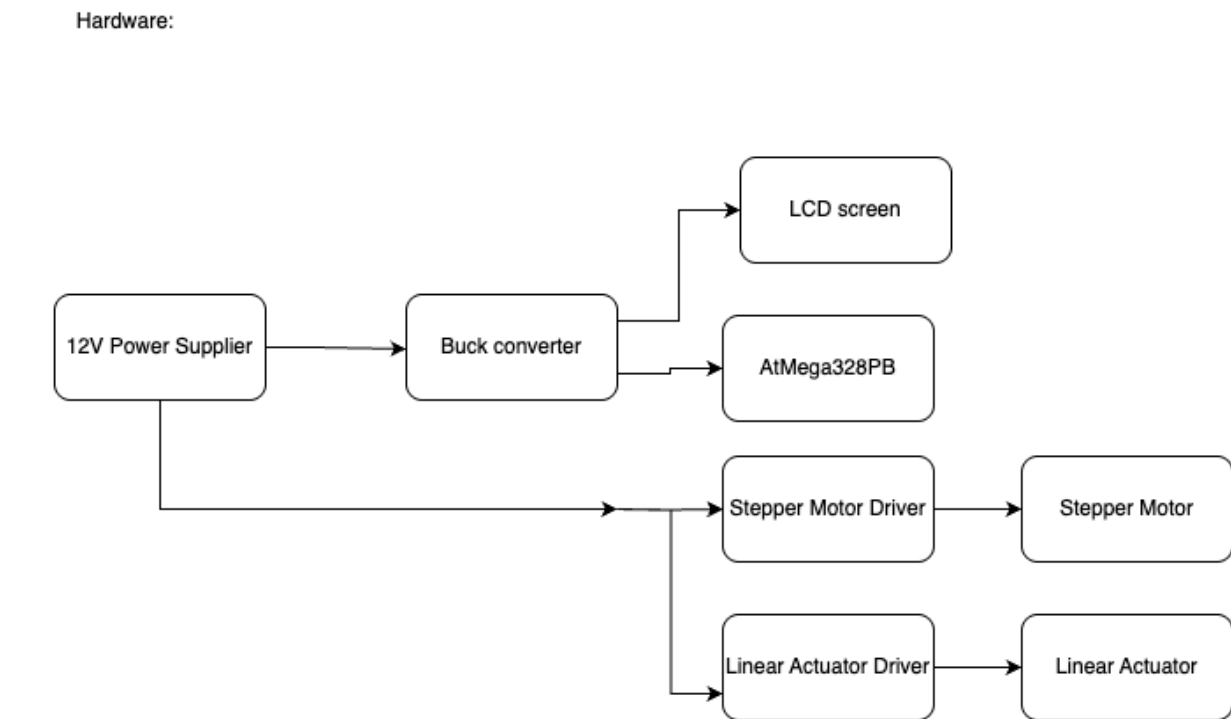 Hardware:
LCD screen
12V Power Supplier
Buck converter
AtMega328PB
Stepper Motor Driver
Stepper Motor
Linear Actuator Driver
Linear Actuator